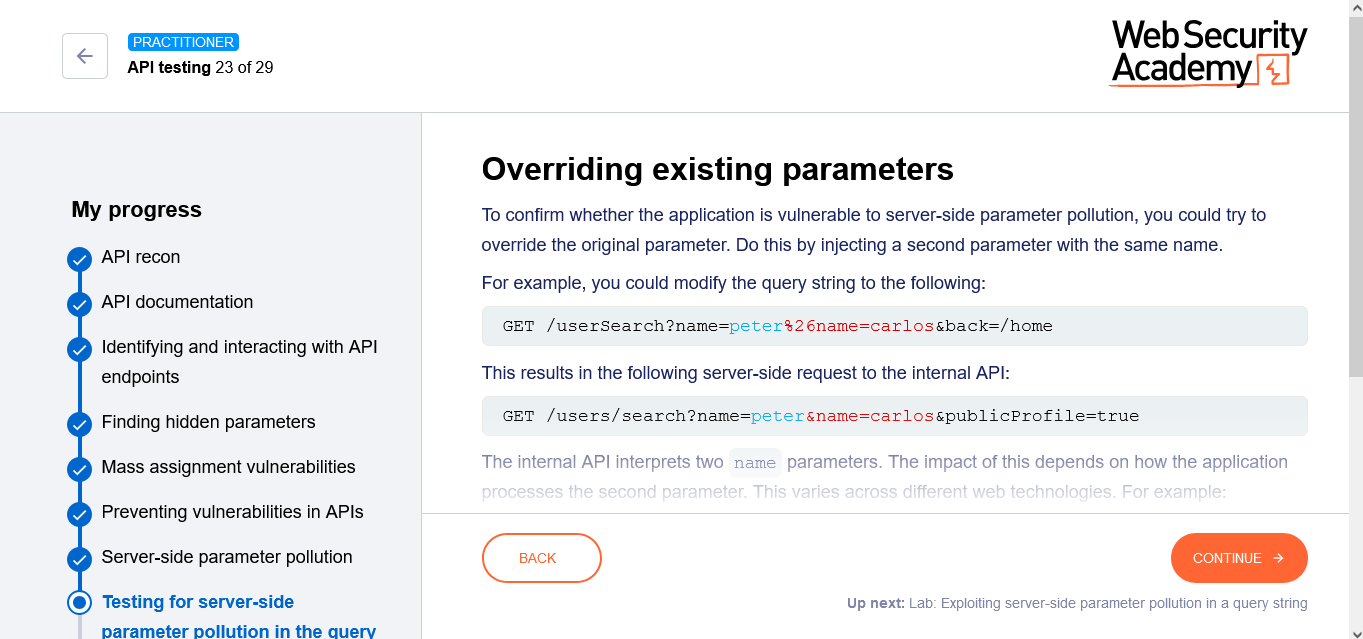 PRACTITIONER
API testing 23 of 29
Web Security
Academy
My progress
API recon
API documentation
Identifying and interacting with API
endpoints
Finding hidden parameters
Mass assignment vulnerabilities
Preventing vulnerabilities in APIs
Server-side parameter pollution
Testing for server-side
parameter pollution in the query
Overriding existing parameters
To confirm whether the application is vulnerable to server-side parameter pollution, you could try to
override the original parameter. Do this by injecting a second parameter with the same name.
For example, you could modify the query string to the following:
GET /userSearch?name=peter%26name=carlos&back=/home
This results in the following server-side request to the internal API:
GET /users/search?name=peter&name=carlos&publicProfile=true
The internal API interprets two name parameters. The impact of this depends on how the application
processes the second parameter. This varies across different web technologies. For example:
BACK
CONTINUE →
Up next: Lab: Exploiting server-side parameter pollution in a query string